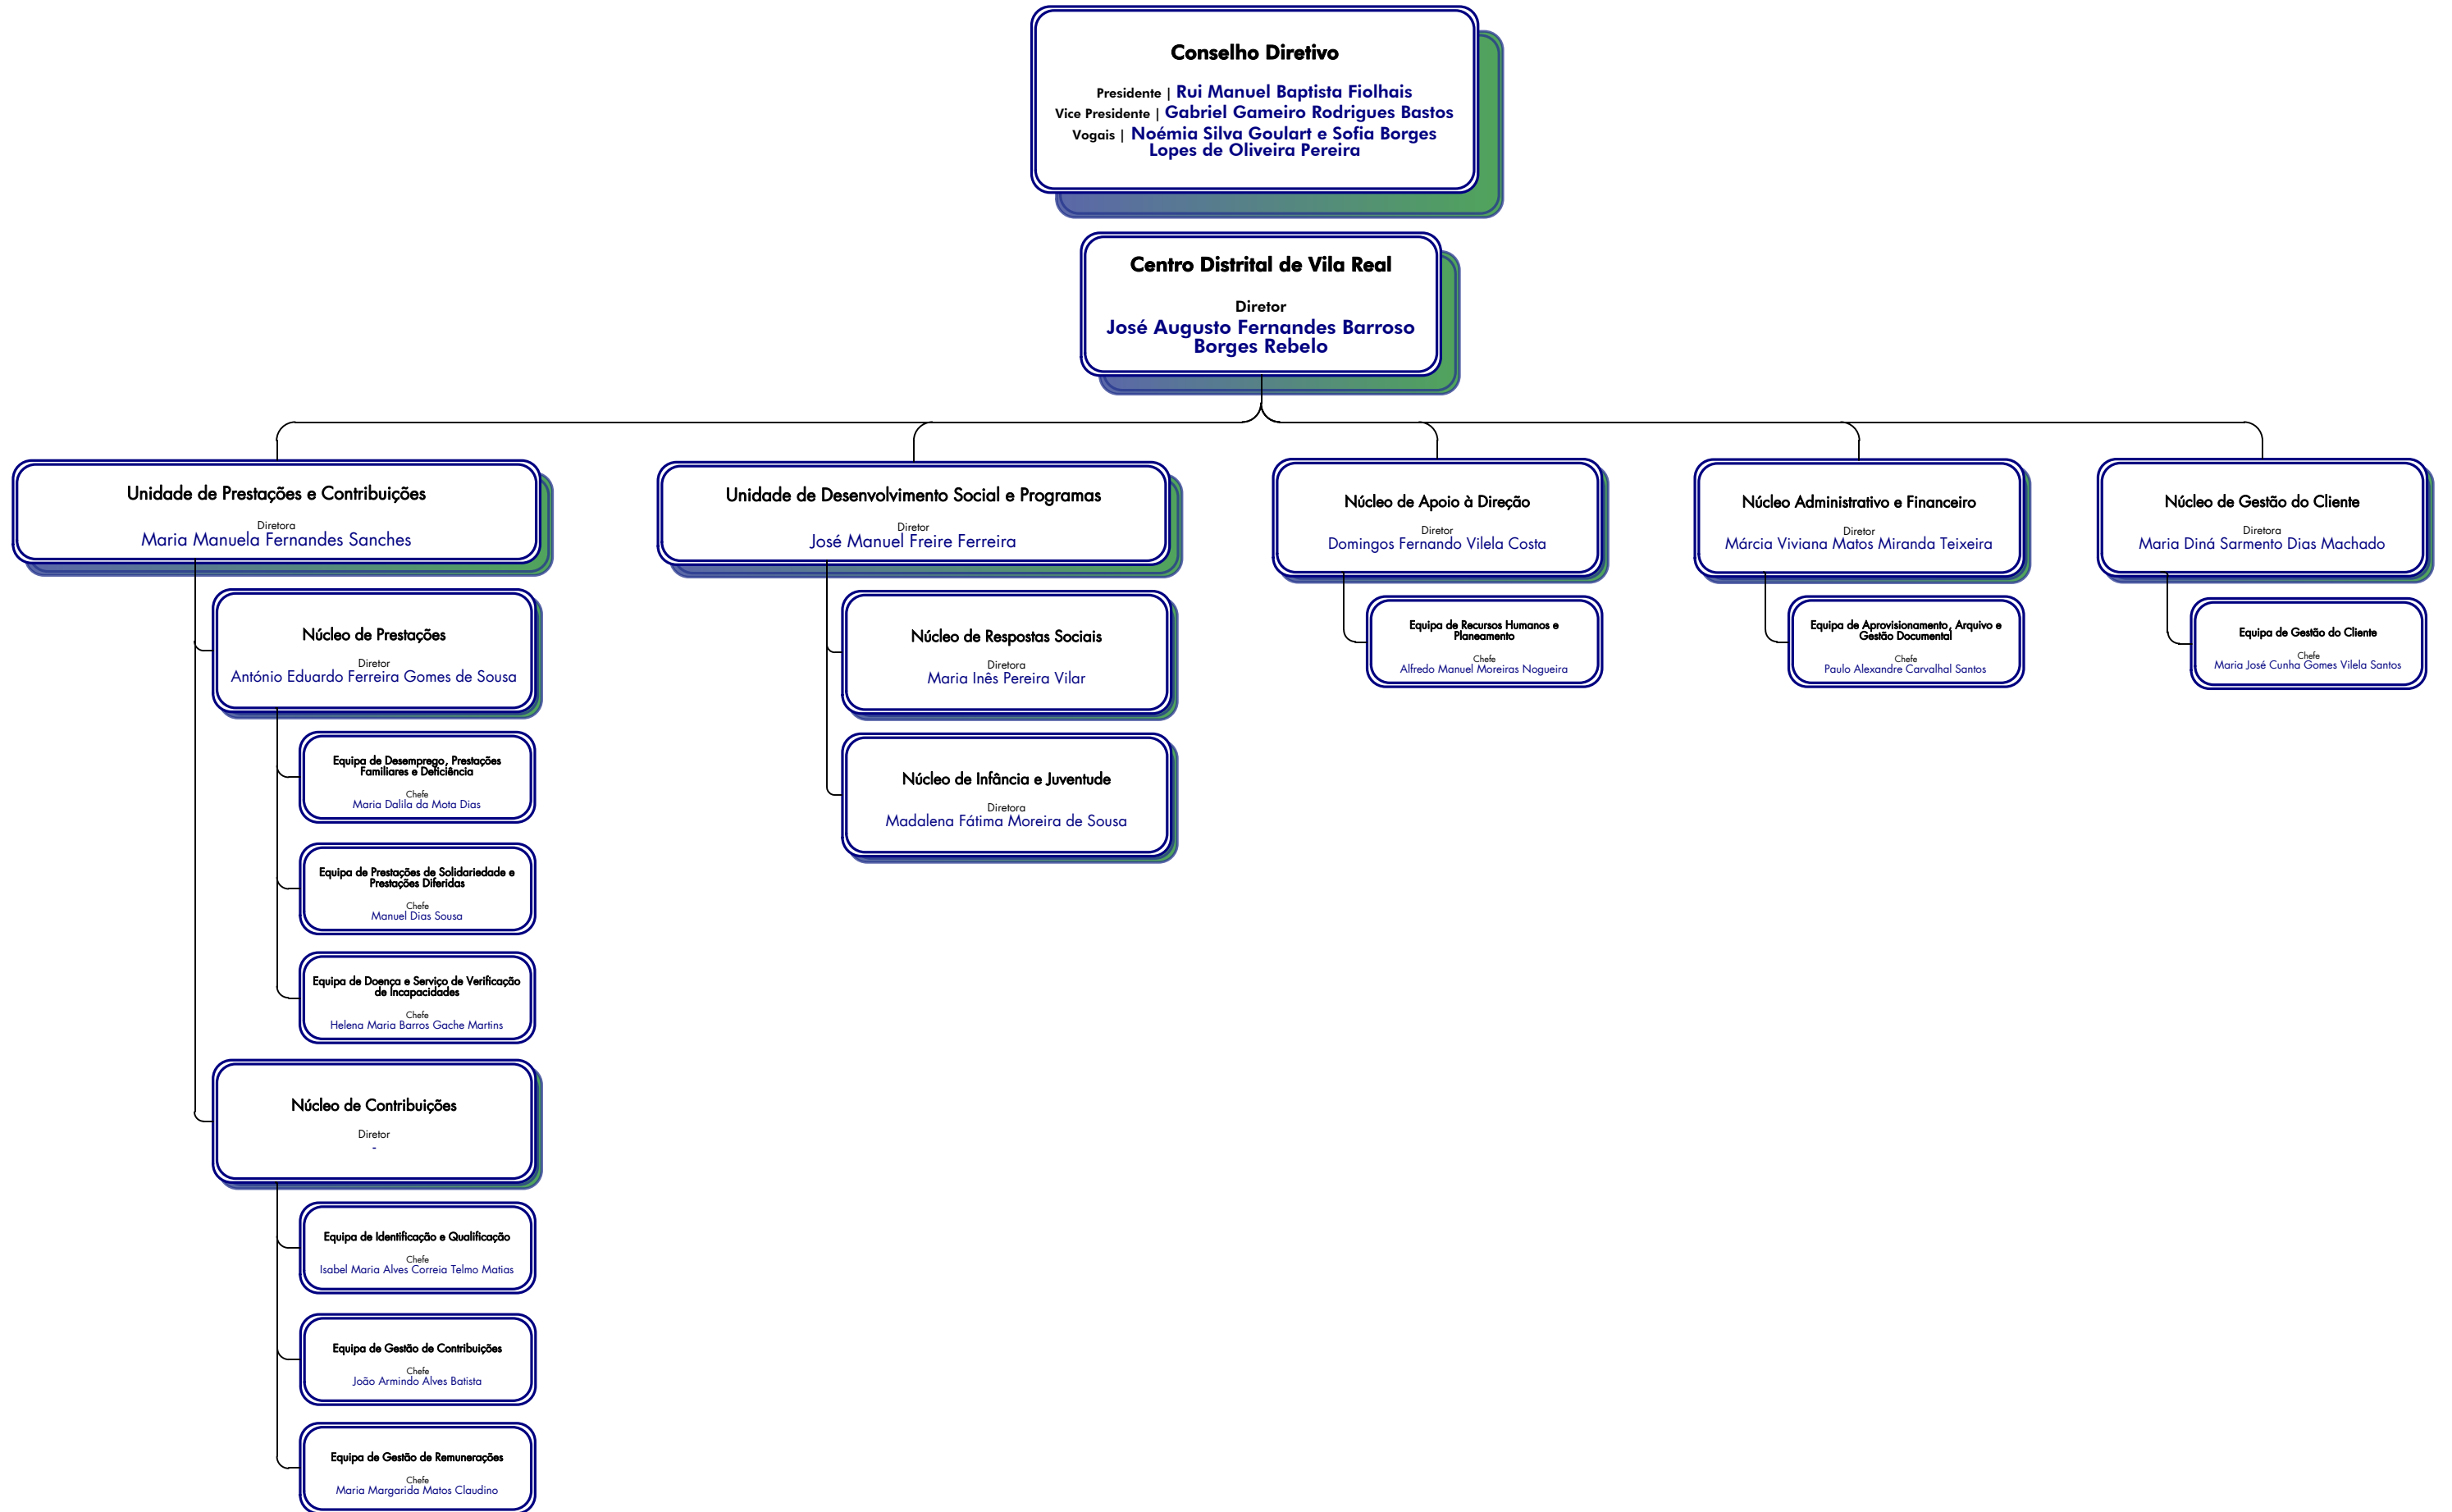 Conselho Diretivo
Presidente | Rui Manuel Baptista Fiolhais
Vice Presidente | Gabriel Gameiro Rodrigues Bastos
Vogais | Noémia Silva Goulart e Sofia Borges
Lopes de Oliveira Pereira
Centro Distrital de Vila Real
Diretor
José Augusto Fernandes Barroso
Borges Rebelo
Unidade de Prestações e Contribuições
Diretora
Maria Manuela Fernandes Sanches
Núcleo de Prestações
Diretor
António Eduardo Ferreira Gomes de Sousa
Equipa de Desemprego, Prestações
Familiares e Deficiência
Chefe
Maria Dalila da Mota Dias
Equipa de Prestações de Solidariedade e
Prestações Diferidas
Chefe
Manuel Dias Sousa
Equipa de Doença e Serviço de Verificação
de Incapacidades
Chefe
Helena Maria Barros Gache Martins
Núcleo de Contribuições
Diretor
-
Equipa de Identificação e Qualificação
Chefe
Isabel Maria Alves Correia Telmo Matias
Equipa de Gestão de Contribuições
Chefe
João Armindo Alves Batista
Equipa de Gestão de Remunerações
Chefe
Maria Margarida Matos Claudino
Unidade de Desenvolvimento Social e Programas
Diretor
José Manuel Freire Ferreira
Núcleo de Respostas Sociais
Diretora
Maria Inês Pereira Vilar
Núcleo de Infância e Juventude
Diretora
Madalena Fátima Moreira de Sousa
Núcleo de Apoio à Direção
Diretor
Domingos Fernando Vilela Costa
Equipa de Recursos Humanos e
Planeamento
Chefe
Alfredo Manuel Moreiras Nogueira
Núcleo Administrativo e Financeiro
Diretor
Márcia Viviana Matos Miranda Teixeira
Equipa de Aprovisionamento, Arquivo e
Gestão Documental
Chefe
Paulo Alexandre Carvalhal Santos
Núcleo de Gestão do Cliente
Diretora
Maria Diná Sarmento Dias Machado
Equipa de Gestão do Cliente
Chefe
Maria José Cunha Gomes Vilela Santos